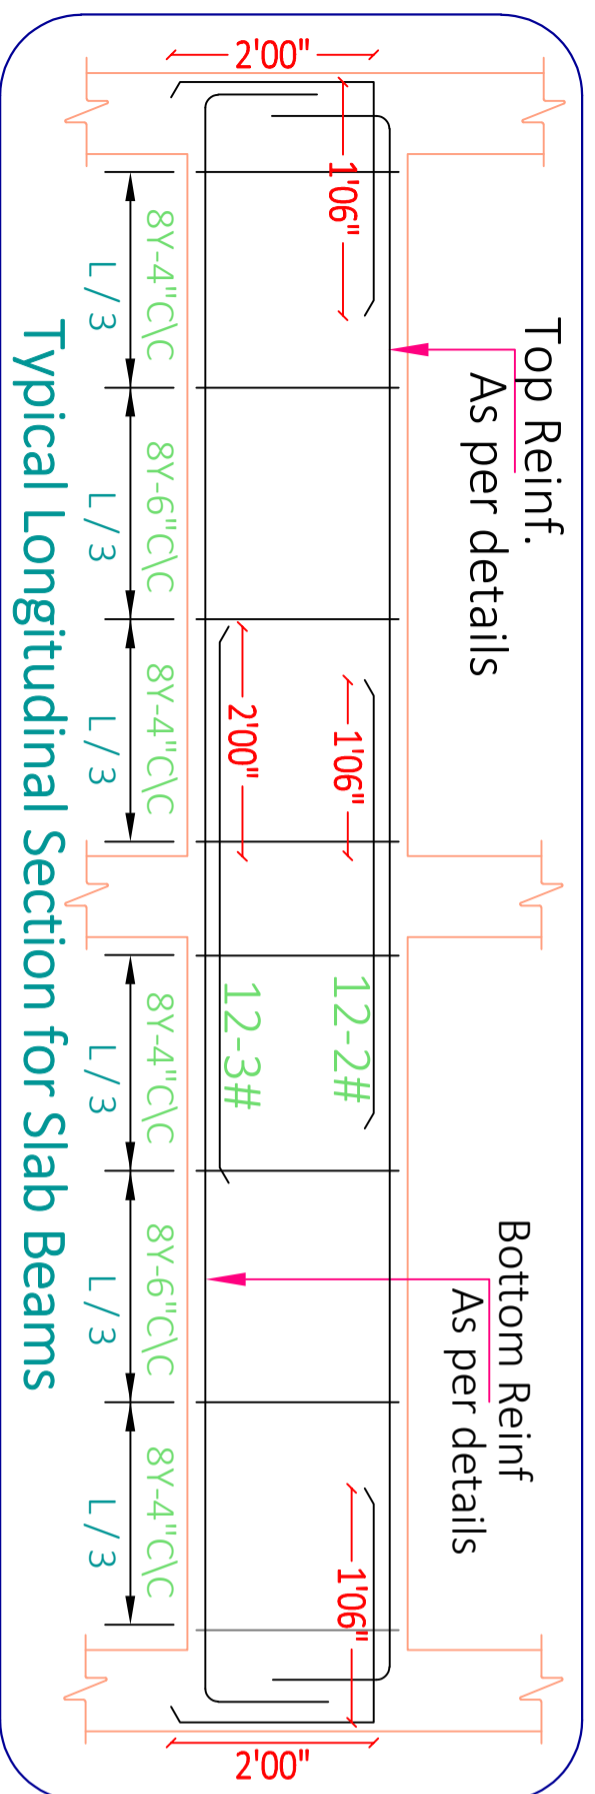 Top Reinf.
As per details
Bottom Reinf
As per details
2'00"
1'06"
1'06"
1'06"
2'00"
12-2#
2'00"
12-3#
8Y-4"C\C
8Y-6"C\C
8Y-4"C\C
8Y-4"C\C
8Y-6"C\C
8Y-4"C\C
L / 3
L / 3
L / 3
L / 3
L / 3
L / 3
Typical Longitudinal Section for Slab Beams